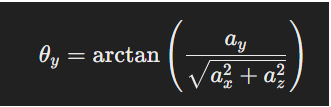 θ_y = arctan ( a_y / √(a_x² + a_z²) )